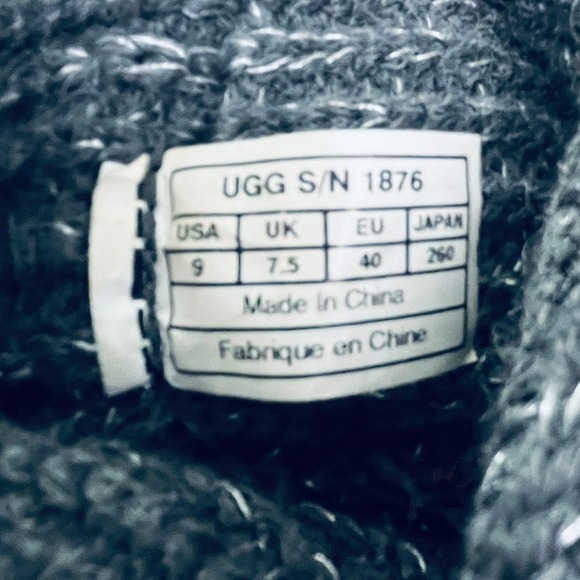 UGG S/N 1876
USA UK EU JAPAN
9 7.5 40 260
Made In China
Fabrique en Chine